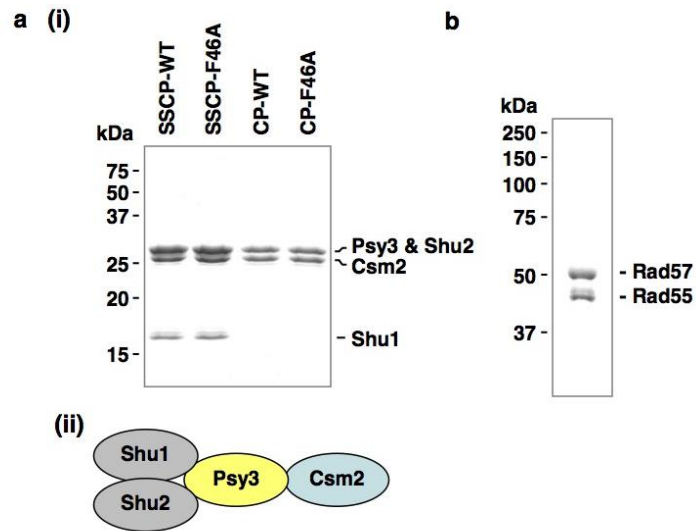 a (i)
SSCP-WT
SSCP-F46A
CP-WT
CP-F46A
kDa
75 -
50 -
37 -
25 -
20 -
15 -
Psy3 & Shu2
Csm2
- Shu1
b
kDa
250 -
150 -
100 -
75 -
50 -
37 -
- Rad57
- Rad55
(ii)
Shu1
Shu2
Psy3
Csm2